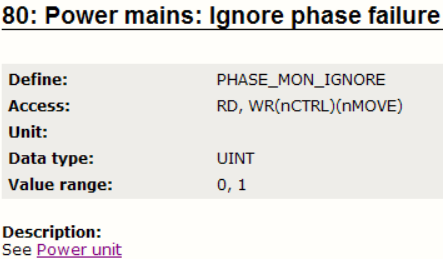 80: Power mains: Ignore phase failure
Define: PHASE_MON_IGNORE
Access: RD, WR(nCTRL)(nMOVE)
Unit:
Data type: UINT
Value range: 0, 1
Description:
See Power unit